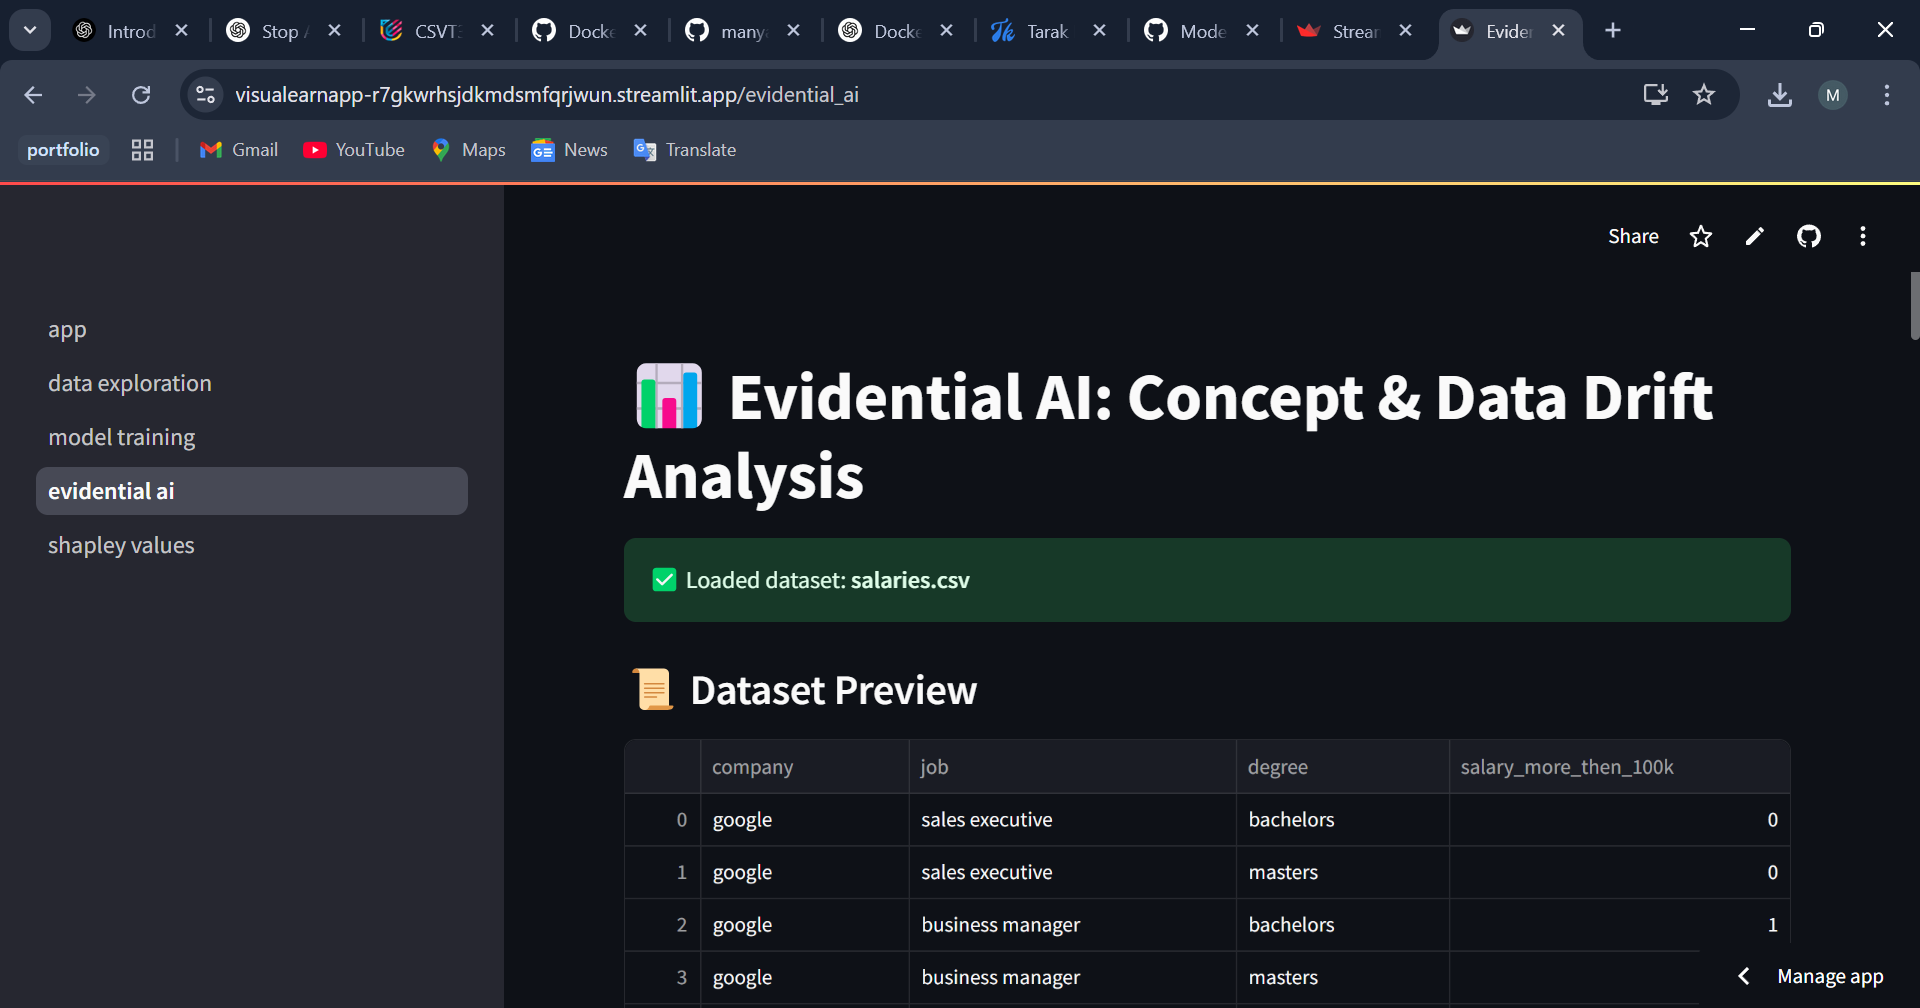 Introd
Stop
CSVT
Docke
many
Docke
Tarak
Mode
Strear
Evider
visualearnapp-r7gkwrhsjdkmdsmfqrjwun.streamlit.app/evidential_ai
M
portfolio
Gmail
YouTube
Maps
News
Translate
Share
app
data exploration
model training
evidential ai
shapley values
Evidential AI: Concept & Data Drift
Analysis
Loaded dataset: salaries.csv
Dataset Preview
company job degree salary_more_then_100k
0 google sales executive bachelors 0
1 google sales executive masters 0
2 google business manager bachelors 1
3 google business manager masters
Manage app